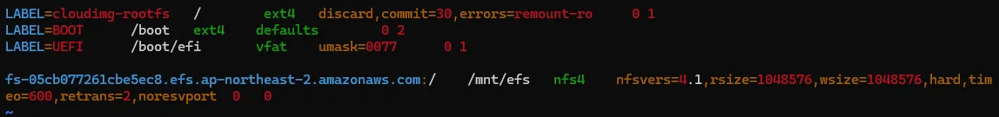 LABEL=cloudimg-rootfs   /        ext4   discard,commit=30,errors=remount-ro     0 1
LABEL=BOOT      /boot   ext4    defaults        0 2
LABEL=UEFI      /boot/efi       vfat    umask=0077      0 1
fs-05cb077261cbe5ec8.efs.ap-northeast-2.amazonaws.com:/    /mnt/efs   nfs4    nfsvers=4.1,rsize=1048576,wsize=1048576,hard,tim
eo=600,retrans=2,noresvport  0   0
~